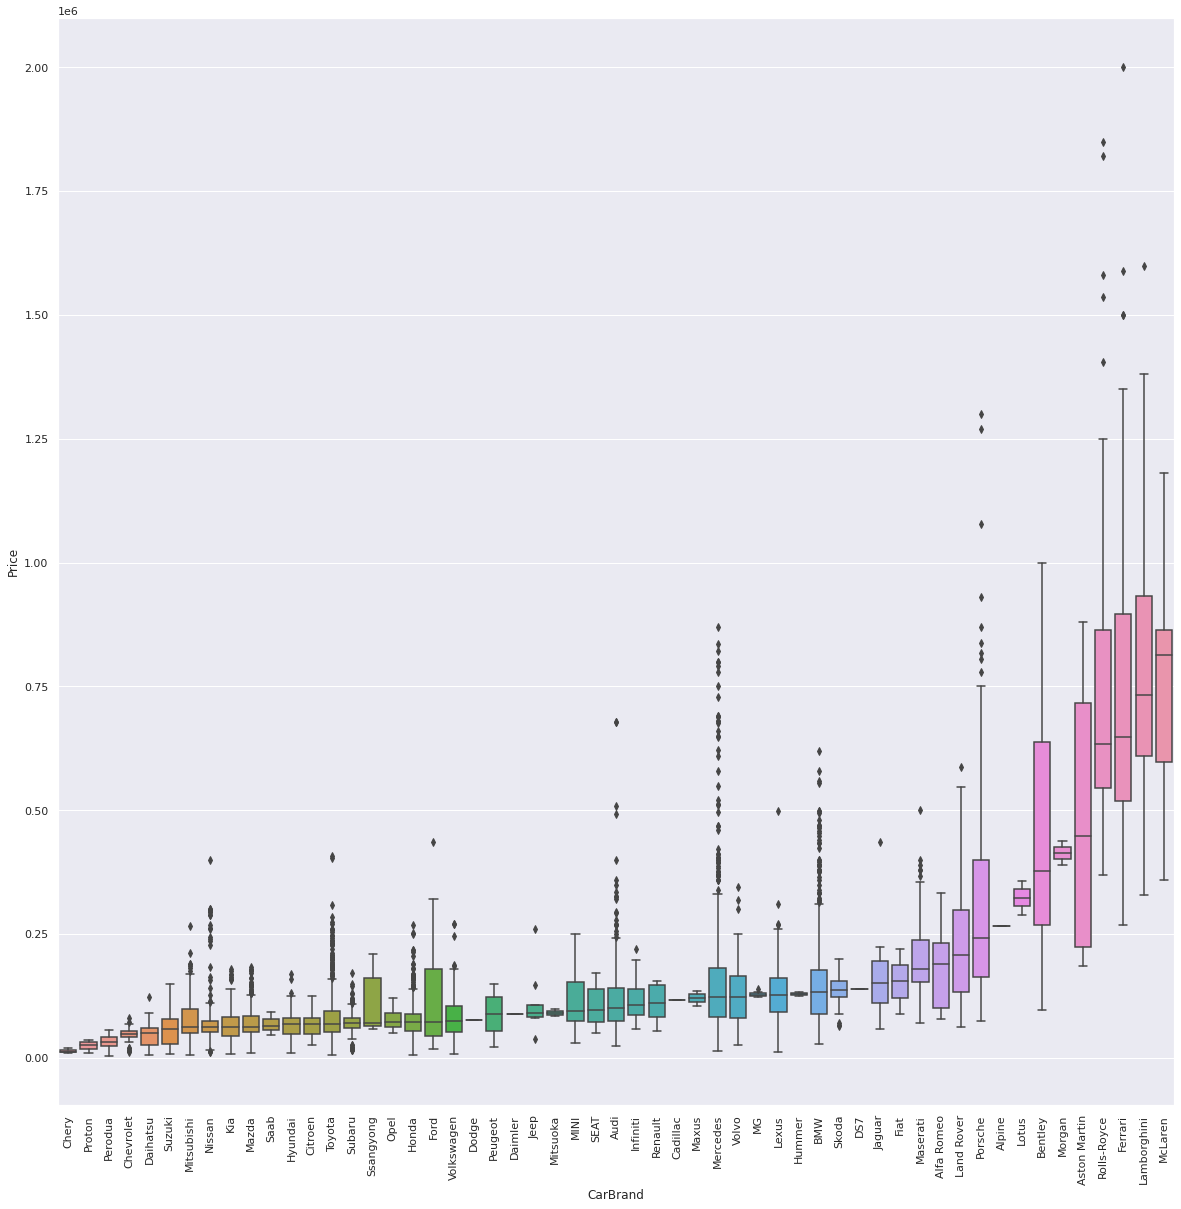 1e6
2.00
1.75
1.50
1.25
1.00
0.75
0.50
0.25
0.00
Price
Chery
Proton
Perodua
Chevrolet
Daihatsu
Suzuki
Mitsubishi
Nissan
Kia
Mazda
Saab
Hyundai
Citroen
Toyota
Subaru
Ssangyong
Opel
Honda
Ford
Volkswagen
Dodge
Peugeot
Daimler
Jeep
Mitsuoka
MINI
SEAT
Audi
Infiniti
Renault
Cadillac
Maxus
Mercedes
Volvo
MG
Lexus
Hummer
BMW
Skoda
DS7
Jaguar
Fiat
Maserati
Alfa Romeo
Land Rover
Porsche
Alpine
Lotus
Bentley
Morgan
Aston Martin
Rolls-Royce
Ferrari
Lamborghini
McLaren
CarBrand